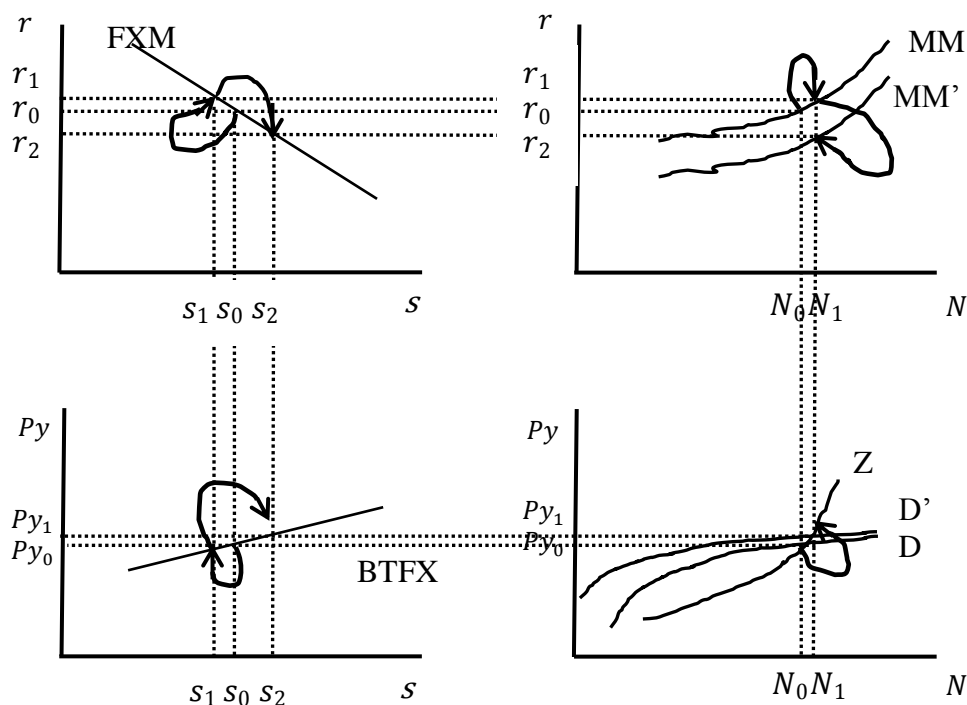 r
FXM
r₁
r₀
r₂
s₁ s₀ s₂
s
r
MM
r₁
MM'
r₀
r₂
N₀ N₁
N
Py
Py₁
Py₀
BTFX
s₁ s₀ s₂
s
Py
Z
Py₁
D'
Py₀
D
N₀ N₁
N